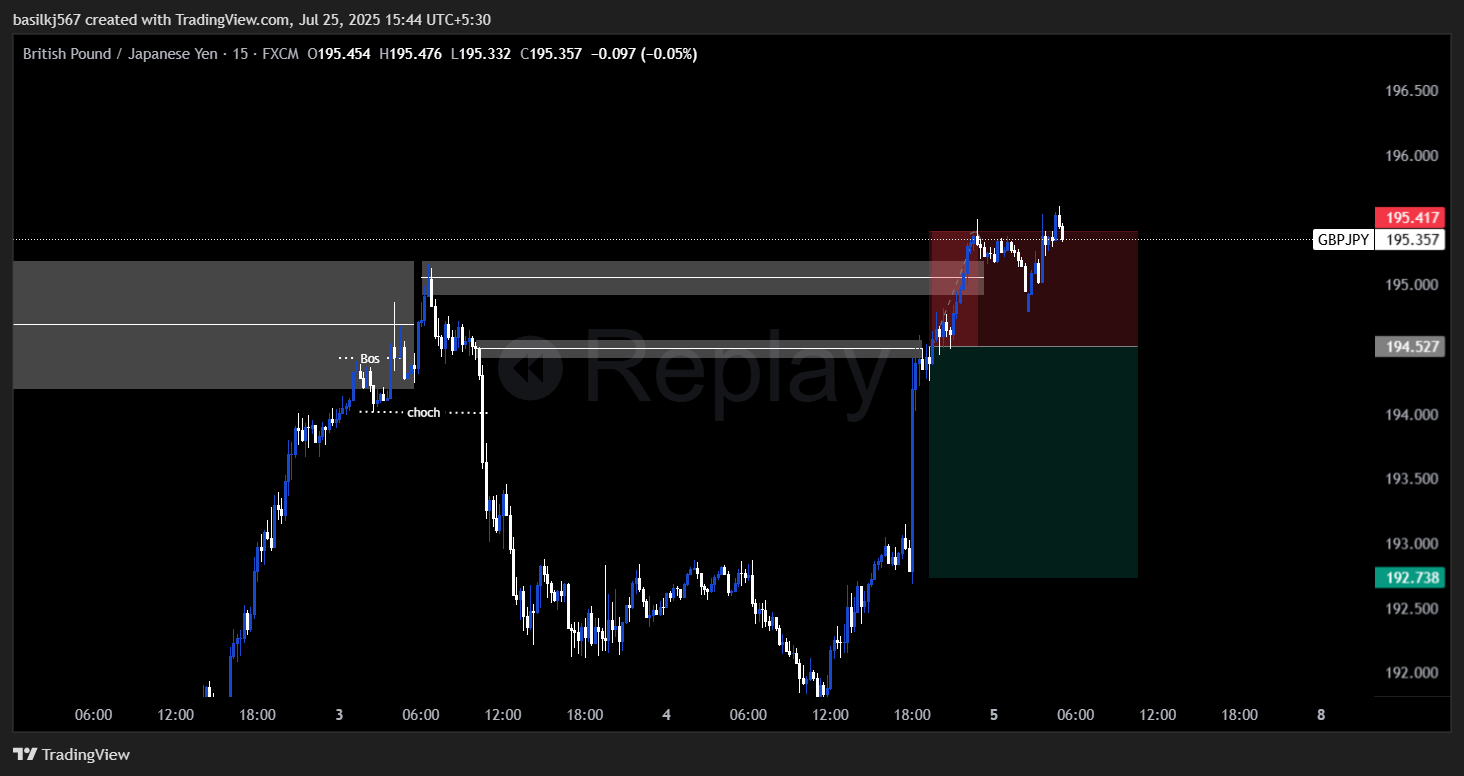 basilkj567 created with TradingView.com, Jul 25, 2025 15:44 UTC+5:30
British Pound / Japanese Yen · 15 · FXCM O195.454 H195.476 L195.332 C195.357 −0.097 (−0.05%)
196.500
196.000
195.417
GBPJPY 195.357
195.000
194.527
Bos
Replay
choch
194.000
193.500
193.000
192.738
192.500
192.000
06:00 12:00 18:00 3 06:00 12:00 18:00 4 06:00 12:00 18:00 5 06:00 12:00 18:00 8
TradingView